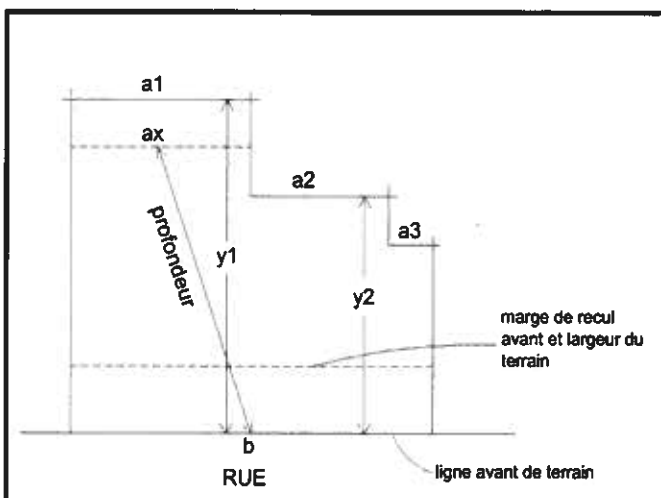 a1
ax
a2
a3
profondeur
y1
y2
marge de recul
avant et largeur du
terrain
b
RUE
ligne avant de terrain